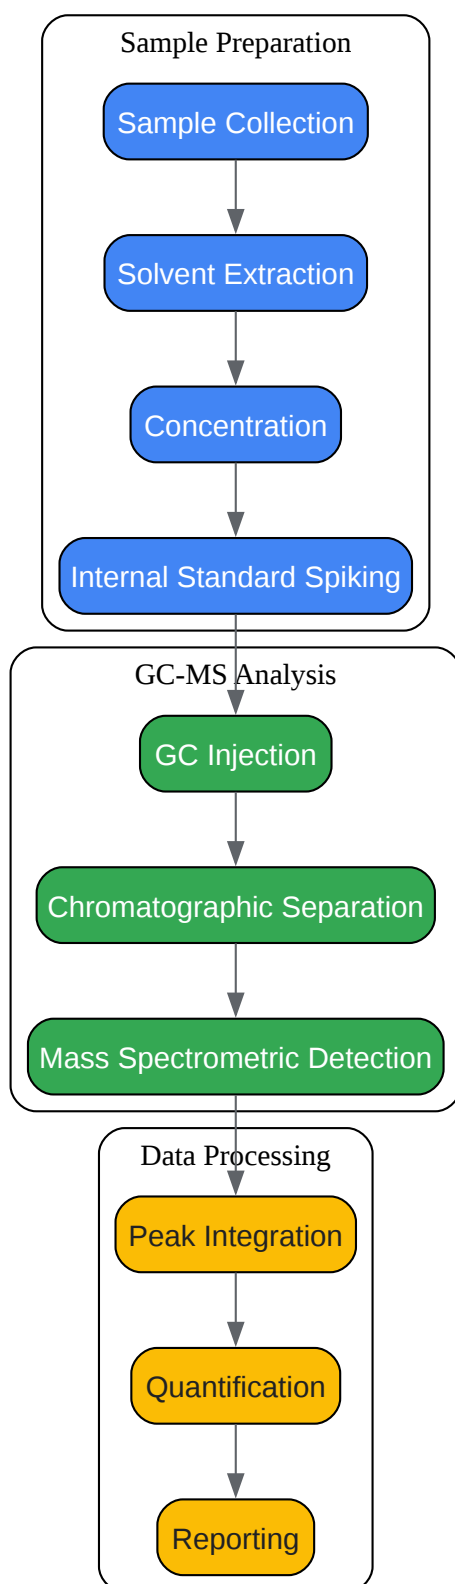 Sample Preparation
Sample Collection
Solvent Extraction
Concentration
Internal Standard Spiking
GC-MS Analysis
GC Injection
Chromatographic Separation
Mass Spectrometric Detection
Data Processing
Peak Integration
Quantification
Reporting